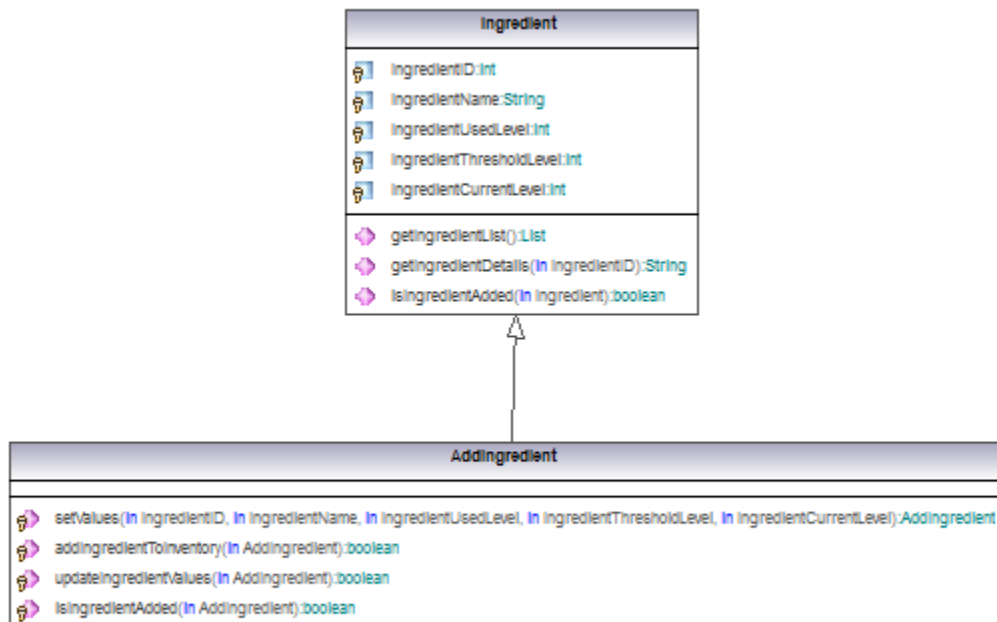 Ingredient
IngredientID:Int
IngredientName:String
IngredientUsedLevel:Int
IngredientThresholdLevel:Int
IngredientCurrentLevel:Int
getIngredientList():List
getIngredientDetails(In IngredientID):String
IsIngredientAdded(In Ingredient):boolean
AddIngredient
setValues(In IngredientID, In IngredientName, In IngredientUsedLevel, In IngredientThresholdLevel, In IngredientCurrentLevel):AddIngredient
addIngredientToInventory(In AddIngredient):boolean
updateIngredientValues(In AddIngredient):boolean
IsIngredientAdded(In AddIngredient):boolean